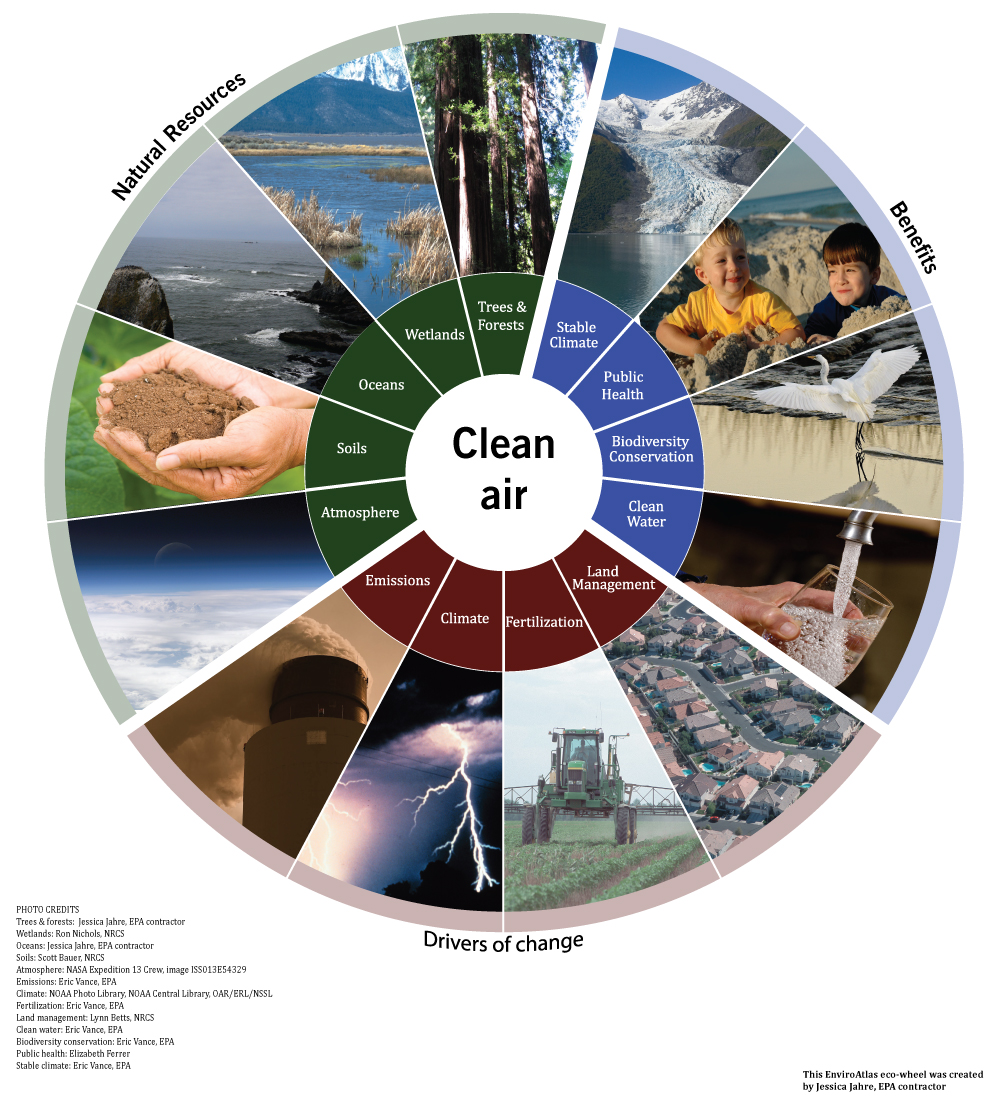 Natural Resources
Benefits
Trees &
Forests
Stable
Climate
Wetlands
Public
Health
Oceans
Soils
Biodiversity
Conservation
Clean
air
Atmosphere
Clean
Water
Emissions
Land
Management
Climate
Fertilization
Drivers of change
PHOTO CREDITS
Trees & forests: Jessica Jahre, EPA contractor
Wetlands: Ron Nichols, NRCS
Oceans: Jessica Jahre, EPA contractor
Soils: Scott Bauer, NRCS
Atmosphere: NASA Expedition 13 Crew, image ISS013E54329
Emissions: Eric Vance, EPA
Climate: NOAA Photo Library, NOAA Central Library, OAR/ERL/NSSL
Fertilization: Eric Vance, EPA
Land management: Lynn Betts, NRCS
Clean water: Eric Vance, EPA
Biodiversity conservation: Eric Vance, EPA
Public health: Elizabeth Ferrer
Stable climate: Eric Vance, EPA
This EnviroAtlas eco-wheel was created
by Jessica Jahre, EPA contractor